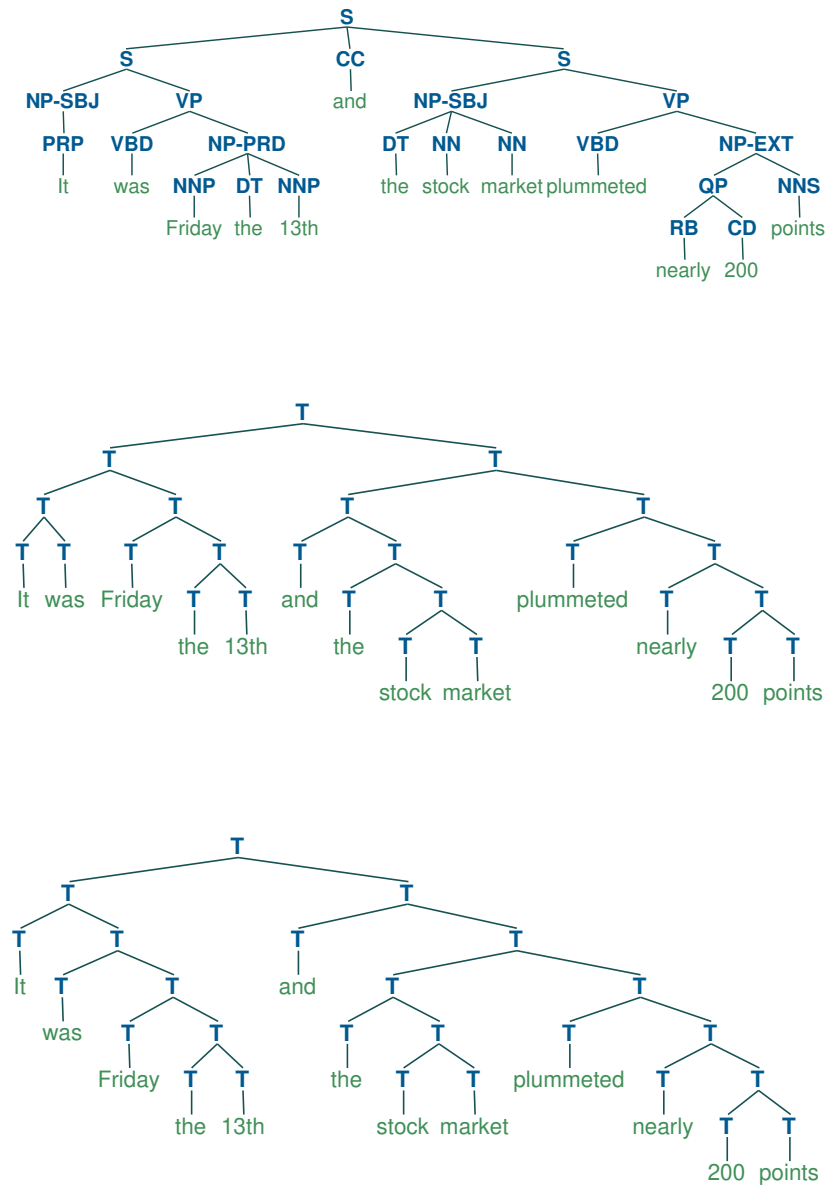 S
S CC S
NP-SBJ VP and NP-SBJ VP
PRP VBD NP-PRD DT NN NN VBD NP-EXT
It was NNP DT NNP the stock market plummeted QP NNS
Friday the 13th RB CD points
nearly 200
T
T T
T T T T
T T T T T T T T
It was Friday T T and T T plummeted T T
the 13th the T T nearly T T
stock market 200 points
T
T T
T T T T
It T T and T T
was T T T T T T
Friday T T the T T plummeted T T
the 13th stock market nearly T T
200 points